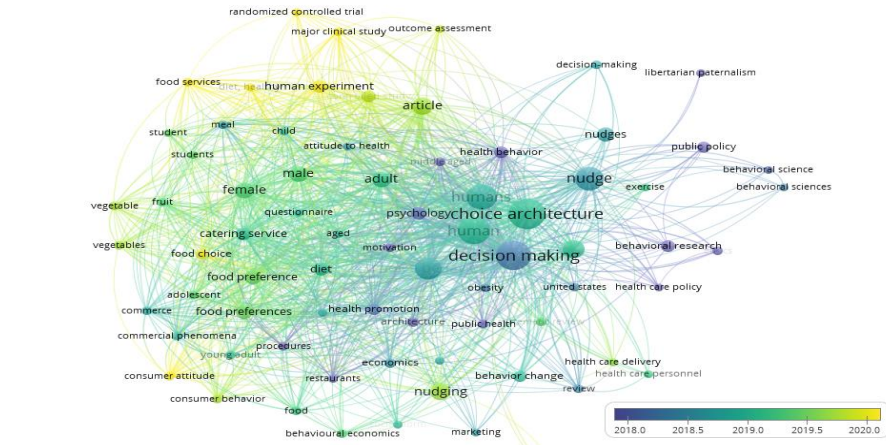 randomized controlled trial
major clinical study
outcome assessment
decision-making
libertarian paternalism
food services
human experiment
article
meal
student
child
nudges
attitude to health
health behavior
public policy
students
middle aged
male
adult
nudge
behavioral science
female
exercise
behavioral sciences
humans
vegetable
fruit
questionnaire
psychology
choice architecture
catering service
aged
human
vegetables
food choice
motivation
decision making
behavioral research
food preference
diet
obesity
united states
health care policy
adolescent
commerce
food preferences
health promotion
architecture
public health
commercial phenomena
procedures
young adult
economics
health care delivery
consumer attitude
restaurants
behavior change
health care personnel
nudging
review
consumer behavior
food
behavioural economics
marketing
2018.0 2018.5 2019.0 2019.5 2020.0